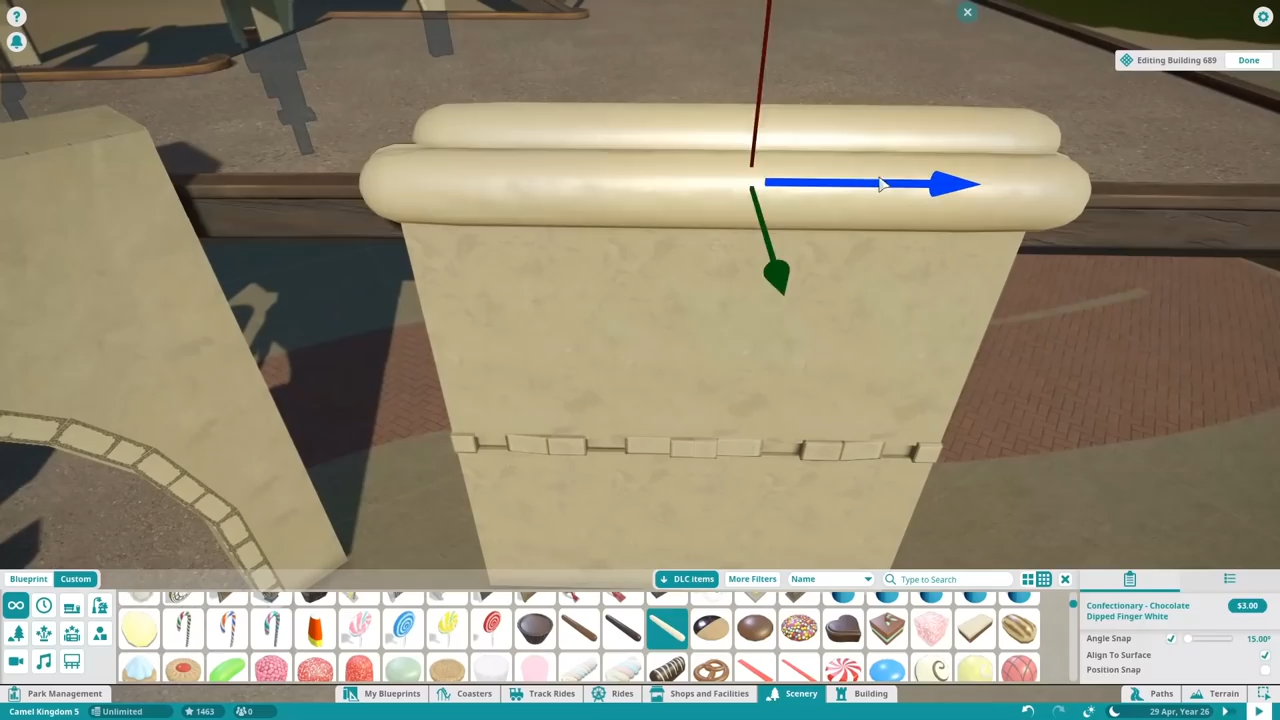 Editing Building 689
Done
Blueprint
Custom
DLC items
More Filters
Name
Type to Search
Confectionary - Chocolate
Dipped Finger White
$3.00
Angle Snap
15.00°
Align To Surface
Position Snap
Park Management
My Blueprints
Coasters
Track Rides
Rides
Shops and Facilities
Scenery
Building
Paths
Terrain
Camel Kingdom 5
Unlimited
1463
0
29 Apr, Year 26